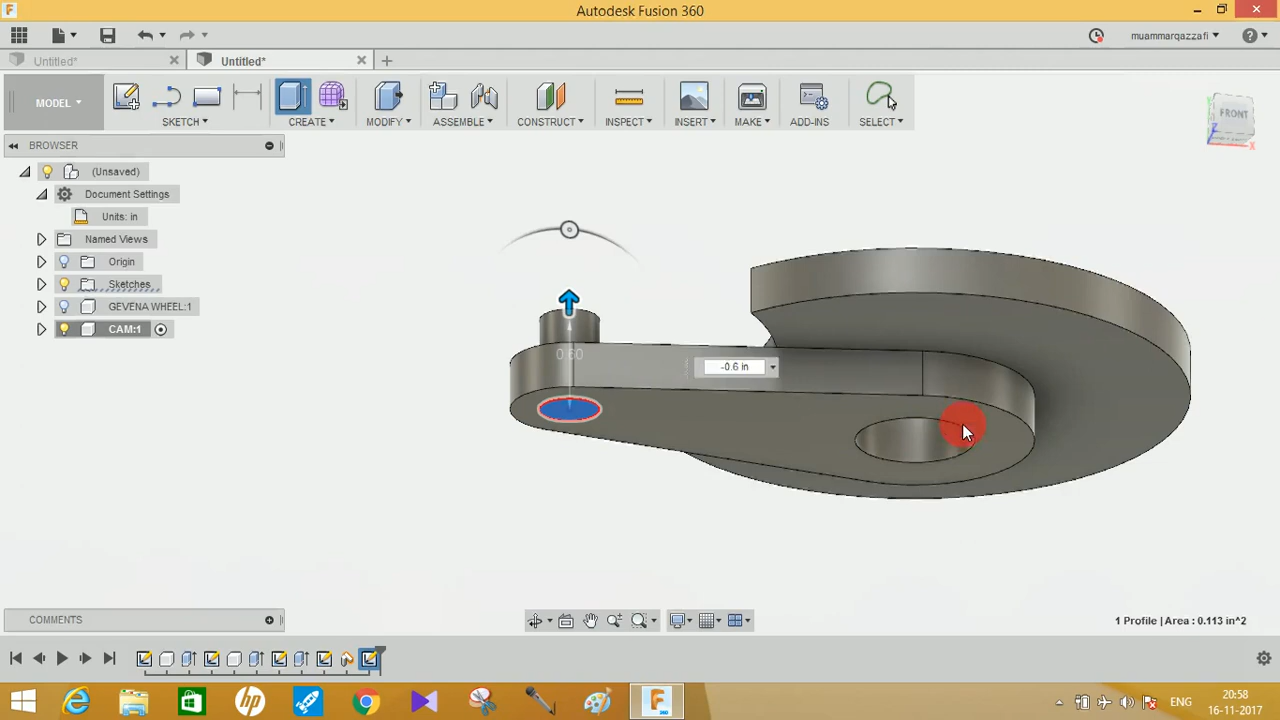 Autodesk Fusion 360
muammarqazzafi
Untitled*
Untitled*
MODEL
SKETCH
CREATE
MODIFY
ASSEMBLE
CONSTRUCT
INSPECT
INSERT
MAKE
ADD-INS
SELECT
BROWSER
FRONT
(Unsaved)
Document Settings
Units: in
Named Views
Origin
Sketches
GEVENA WHEEL:1
CAM:1
0.60
-0.6 in
COMMENTS
1 Profile | Area : 0.113 in^2
ENG
20:58
16-11-2017